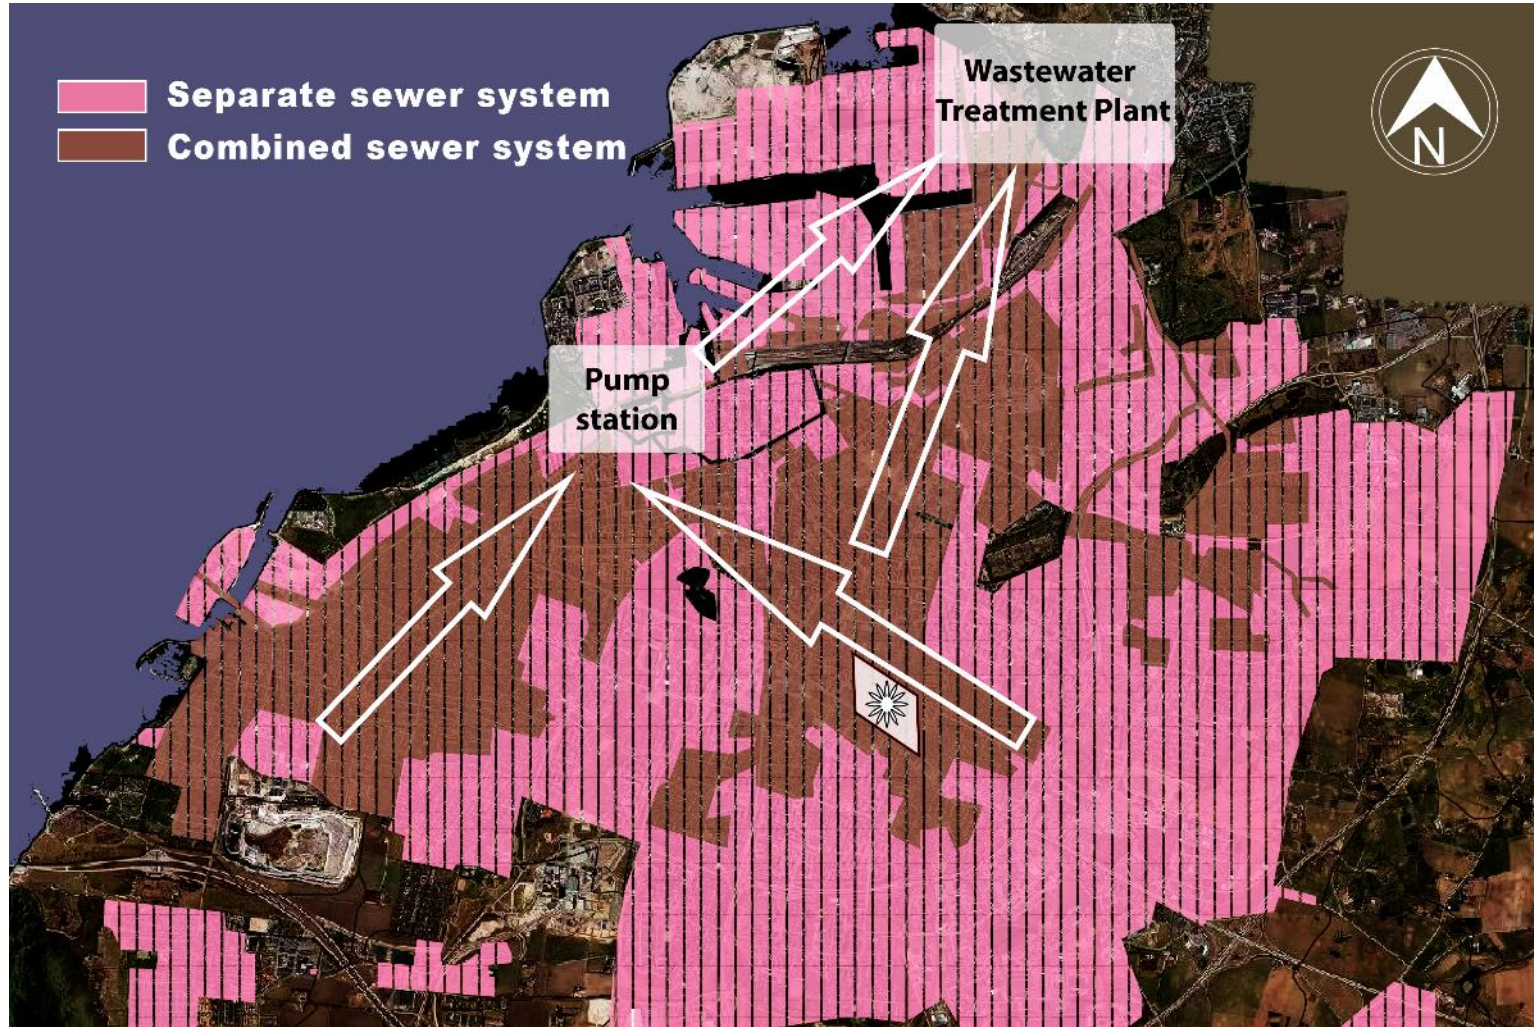 Separate sewer system
Combined sewer system
Wastewater
Treatment Plant
N
Pump
station